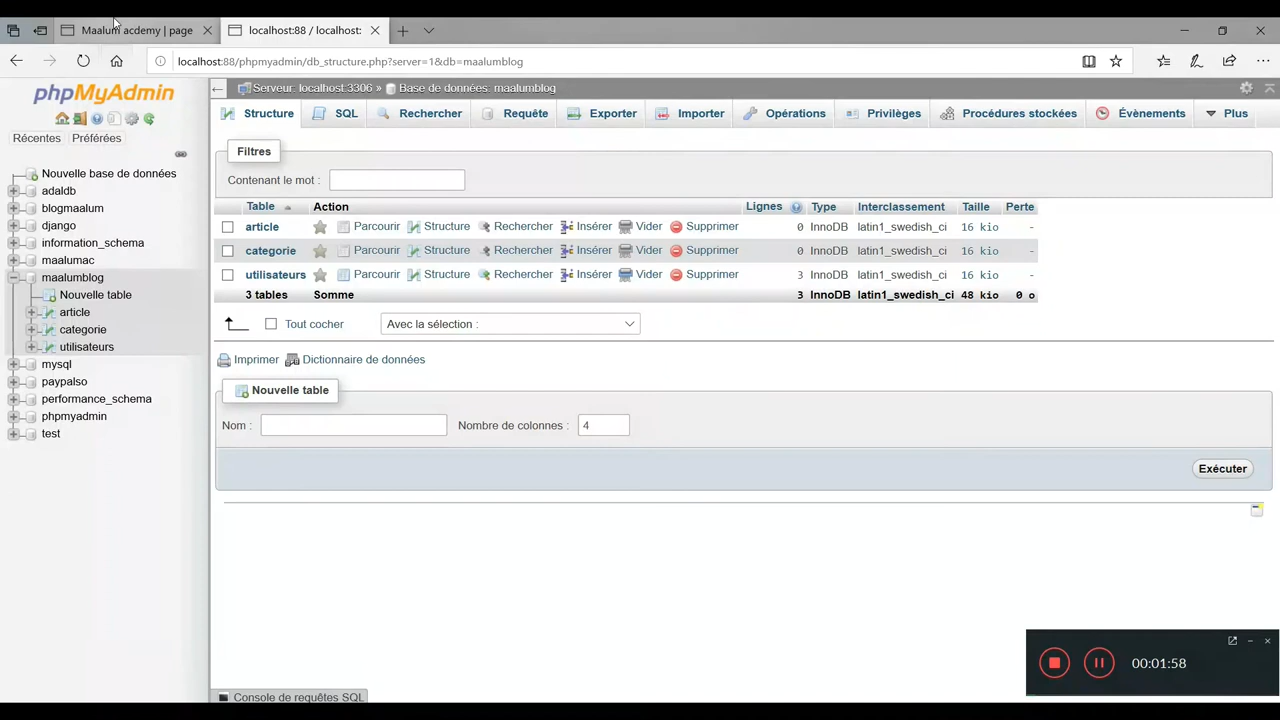 Maalum acdemy | page
localhost:88 / localhost:
localhost:88/phpmyadmin/db_structure.php?server=1&db=maalumblog
phpMyAdmin
Récentes Préférées
Nouvelle base de données
adaldb
blogmaalum
django
information_schema
maalumac
maalumblog
Nouvelle table
article
categorie
utilisateurs
mysql
paypalso
performance_schema
phpmyadmin
test
Serveur: localhost:3306 » Base de données: maalumblog
Structure SQL Rechercher Requête Exporter Importer Opérations Privilèges Procédures stockées Évènements Plus
Filtres
Contenant le mot :
Table Action Lignes Type Interclassement Taille Perte
article Parcourir Structure Rechercher Insérer Vider Supprimer 0 InnoDB latin1_swedish_ci 16 kio -
categorie Parcourir Structure Rechercher Insérer Vider Supprimer 0 InnoDB latin1_swedish_ci 16 kio -
utilisateurs Parcourir Structure Rechercher Insérer Vider Supprimer 3 InnoDB latin1_swedish_ci 16 kio -
3 tables Somme 3 InnoDB latin1_swedish_ci 48 kio 0 o
Tout cocher Avec la sélection :
Imprimer Dictionnaire de données
Nouvelle table
Nom : Nombre de colonnes : 4
Exécuter
Console de requêtes SQL
00:01:58